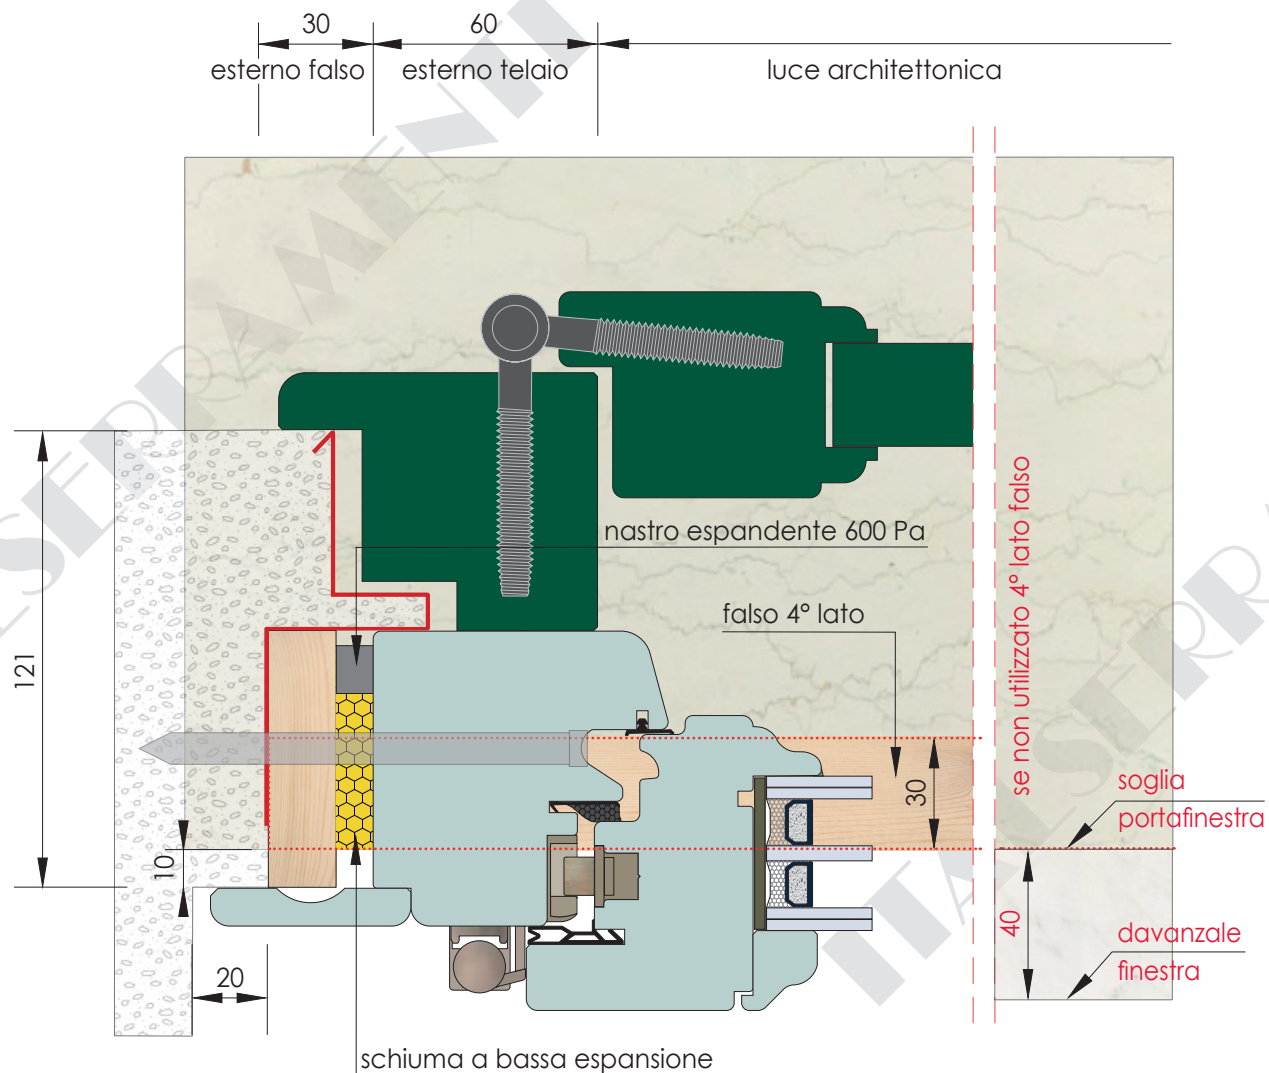 30
60
esterno falso
esterno telaio
luce architettonica
nastro espandente 600 Pa
falso 4° lato
se non utilizzato 4° lato falso
121
30
soglia
portafinestra
10
40
davanzale
finestra
20
schiuma a bassa espansione